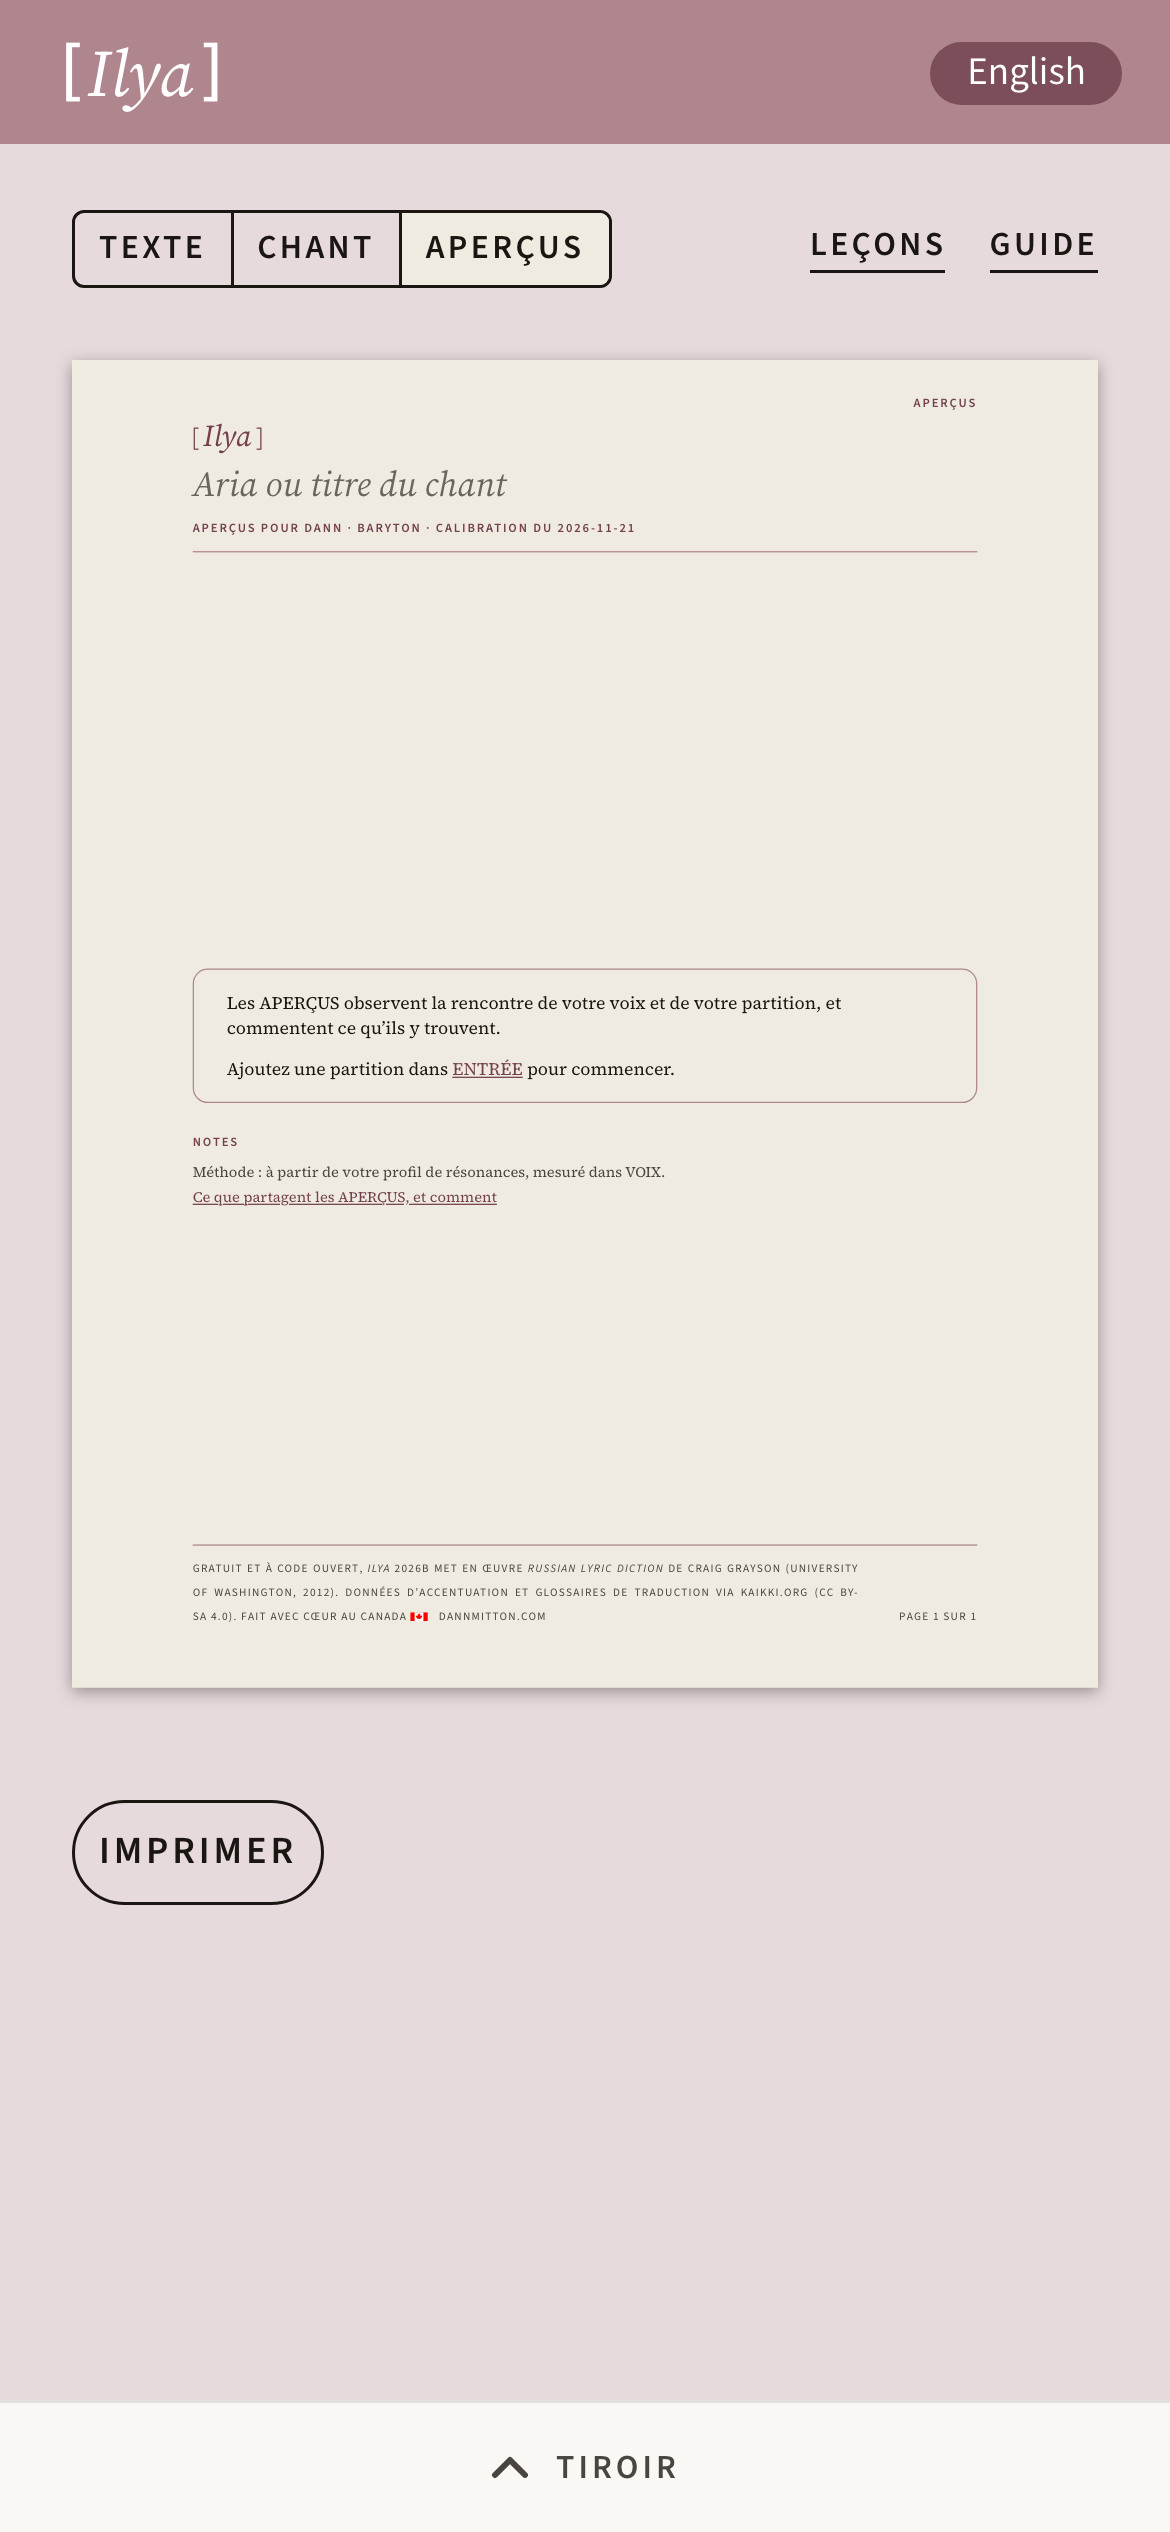 [Ilya]
English
TEXTE
CHANT
APERÇUS
LEÇONS
GUIDE
APERÇUS
[Ilya]
Aria ou titre du chant
APERÇUS POUR DANN · BARYTON · CALIBRATION DU 2026-11-21
Les APERÇUS observent la rencontre de votre voix et de votre partition, et
commentent ce qu’ils y trouvent.
Ajoutez une partition dans ENTRÉE pour commencer.
NOTES
Méthode : à partir de votre profil de résonances, mesuré dans VOIX.
Ce que partagent les APERÇUS, et comment
GRATUIT ET À CODE OUVERT, ILYA 2026B MET EN ŒUVRE RUSSIAN LYRIC DICTION DE CRAIG GRAYSON (UNIVERSITY
OF WASHINGTON, 2012). DONNÉES D’ACCENTUATION ET GLOSSAIRES DE TRADUCTION VIA KAIKKI.ORG (CC BY-
SA 4.0). FAIT AVEC CŒUR AU CANADA 🇨🇦 DANNMITTON.COM
PAGE 1 SUR 1
IMPRIMER
TIROIR